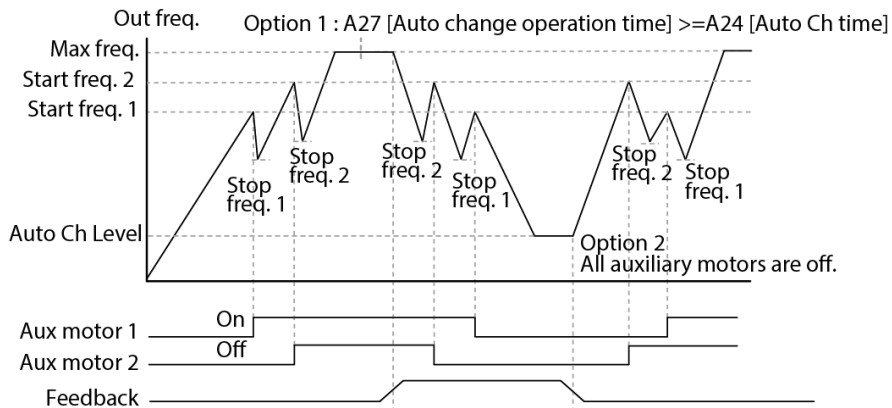 Out freq.
Option 1 : A27 [Auto change operation time] >=A24 [Auto Ch time]
Max freq.
Start freq. 2
Start freq. 1
Stop
freq. 1
Stop
freq. 2
Stop
freq. 2
Stop
freq. 1
Stop
freq. 2
Stop
freq. 1
Auto Ch Level
Option 2
All auxiliary motors are off.
On
Aux motor 1
Off
Aux motor 2
Feedback